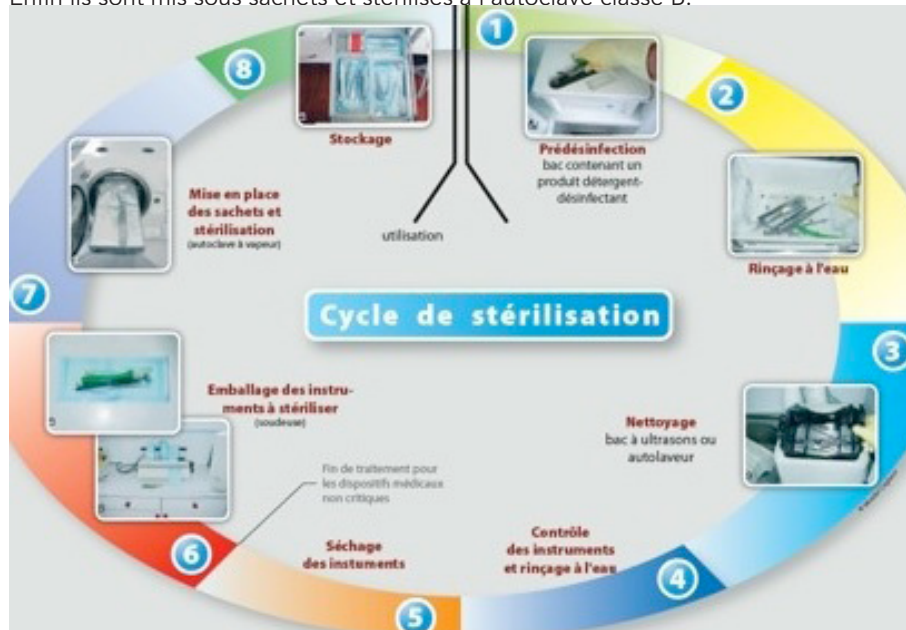 Enfin ils sont mis sous sachets et stérilisés à l'autoclave classe B.
1
Prédésinfection
bac contenant un
produit détergent-
désinfectant
2
Rinçage à l'eau
3
Nettoyage
bac à ultrasons ou
autolaveur
4
Contrôle
des instruments
et rinçage à l'eau
5
Séchage
des instuments
6
Fin de traitement pour
les dispositifs médicaux
non critiques
Emballage des instru-
ments à stériliser
(soudeuse)
7
Mise en place
des sachets et
stérilisation
(autoclave à vapeur)
8
Stockage
utilisation
Cycle de stérilisation